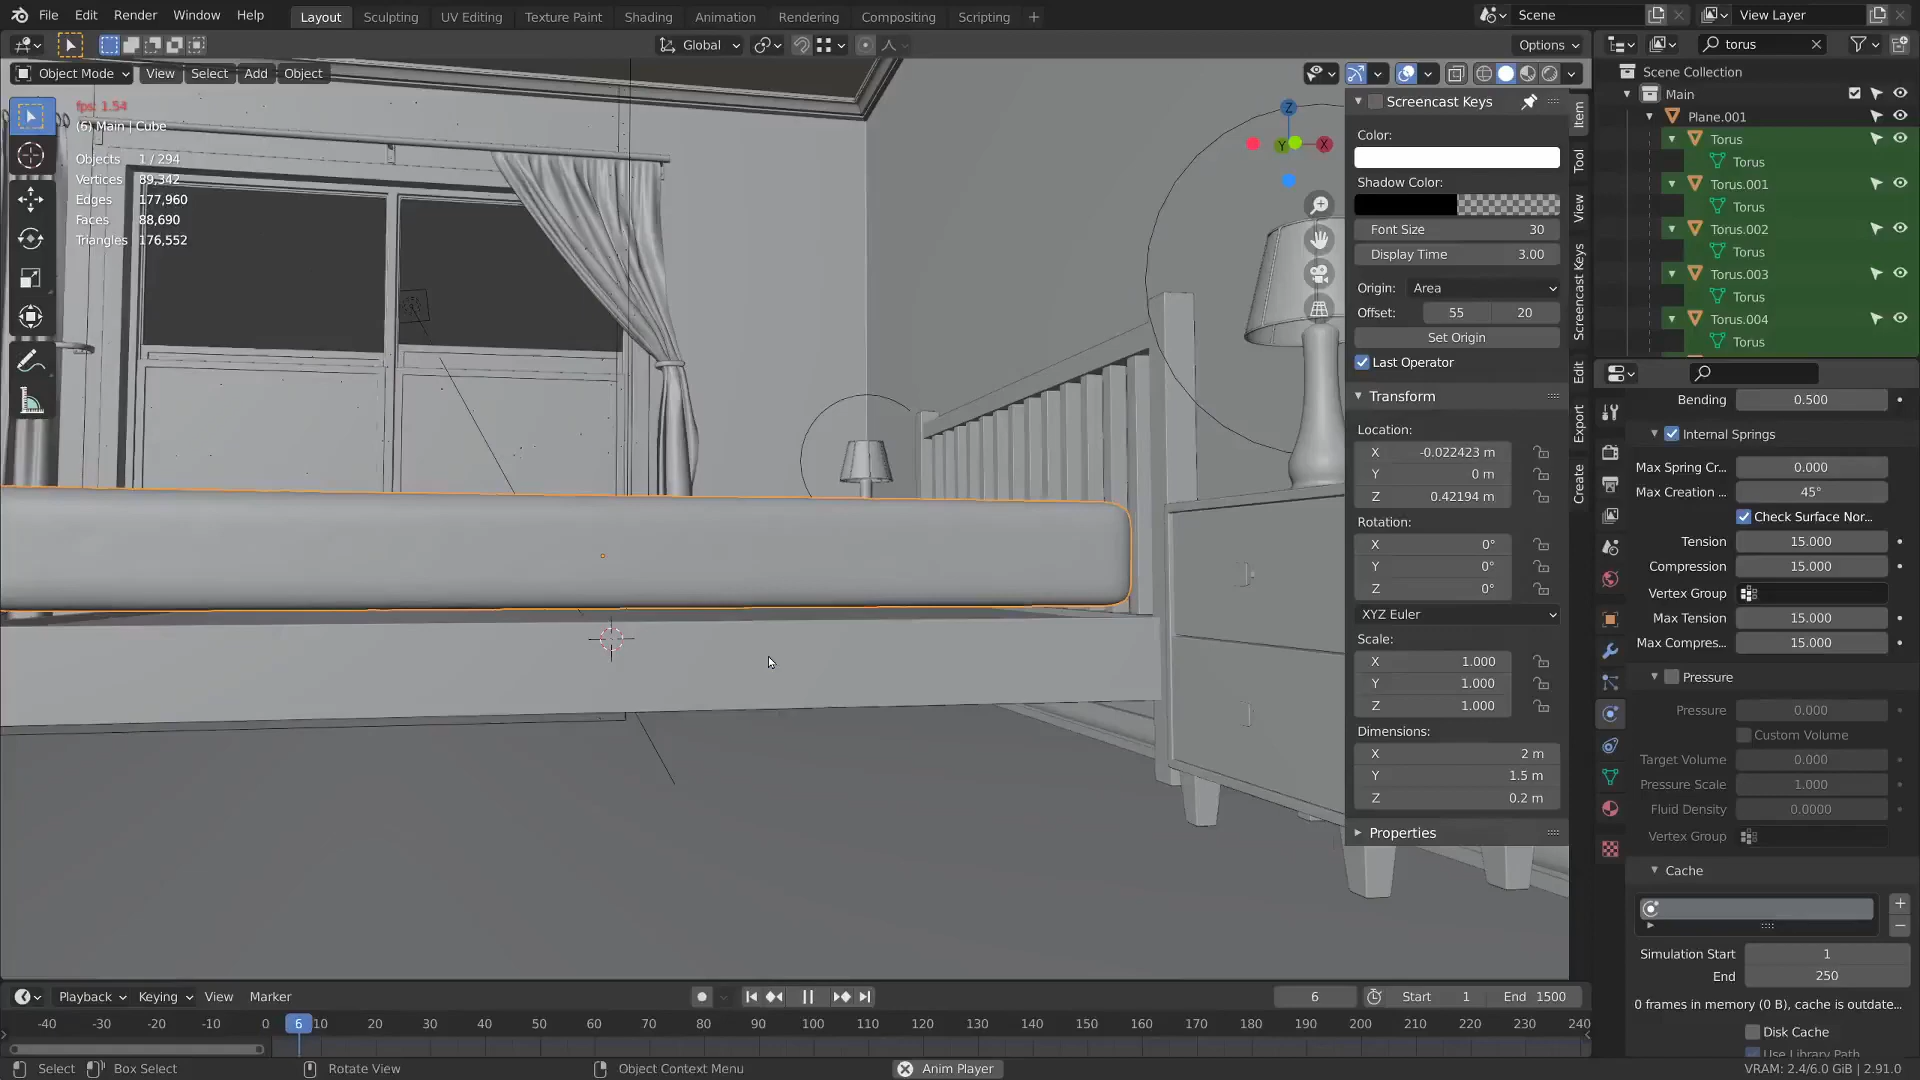 File Edit Render Window Help
Layout Sculpting UV Editing Texture Paint Shading Animation Rendering Compositing Scripting +
Scene View Layer
Global Options torus
Object Mode View Select Add Object
fps: 1.54
(6) Main | Cube
Objects 1 / 294
Vertices 89,342
Edges 177,960
Faces 88,690
Triangles 176,552
Z
Y X
Screencast Keys
Color:
Shadow Color:
Font Size 30
Display Time 3.00
Origin: Area
Offset: 55 20
Set Origin
Last Operator
Transform
Location:
X -0.022423 m
Y 0 m
Z 0.42194 m
Rotation:
X 0°
Y 0°
Z 0°
XYZ Euler
Scale:
X 1.000
Y 1.000
Z 1.000
Dimensions:
X 2 m
Y 1.5 m
Z 0.2 m
Properties
Item
Tool
View
Screencast Keys
Edit
Export
Create
Scene Collection
Main
Plane.001
Torus
Torus
Torus.001
Torus
Torus.002
Torus
Torus.003
Torus
Torus.004
Torus
Bending 0.500
Internal Springs
Max Spring Cr... 0.000
Max Creation ... 45°
Check Surface Nor...
Tension 15.000
Compression 15.000
Vertex Group
Max Tension 15.000
Max Compres... 15.000
Pressure
Pressure 0.000
Custom Volume
Target Volume 0.000
Pressure Scale 1.000
Fluid Density 0.0000
Vertex Group
Cache
Simulation Start 1
End 250
0 frames in memory (0 B), cache is outdate...
Disk Cache
Use Library Path
Playback Keying View Marker
6 Start 1 End 1500
-40 -30 -20 -10 0 6 10 20 30 40 50 60 70 80 90 100 110 120 130 140 150 160 170 180 190 200 210 220 230 240
Select Box Select Rotate View Object Context Menu Anim Player VRAM: 2.4/6.0 GiB | 2.91.0